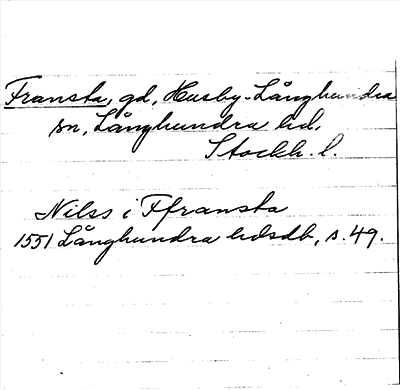 Fransta, gd, Husby-Långhundra
sn, Långhundra hd.
Stockh. l.
Nilss i Ffransta
1551 Långhundra hdsdb, s. 49.